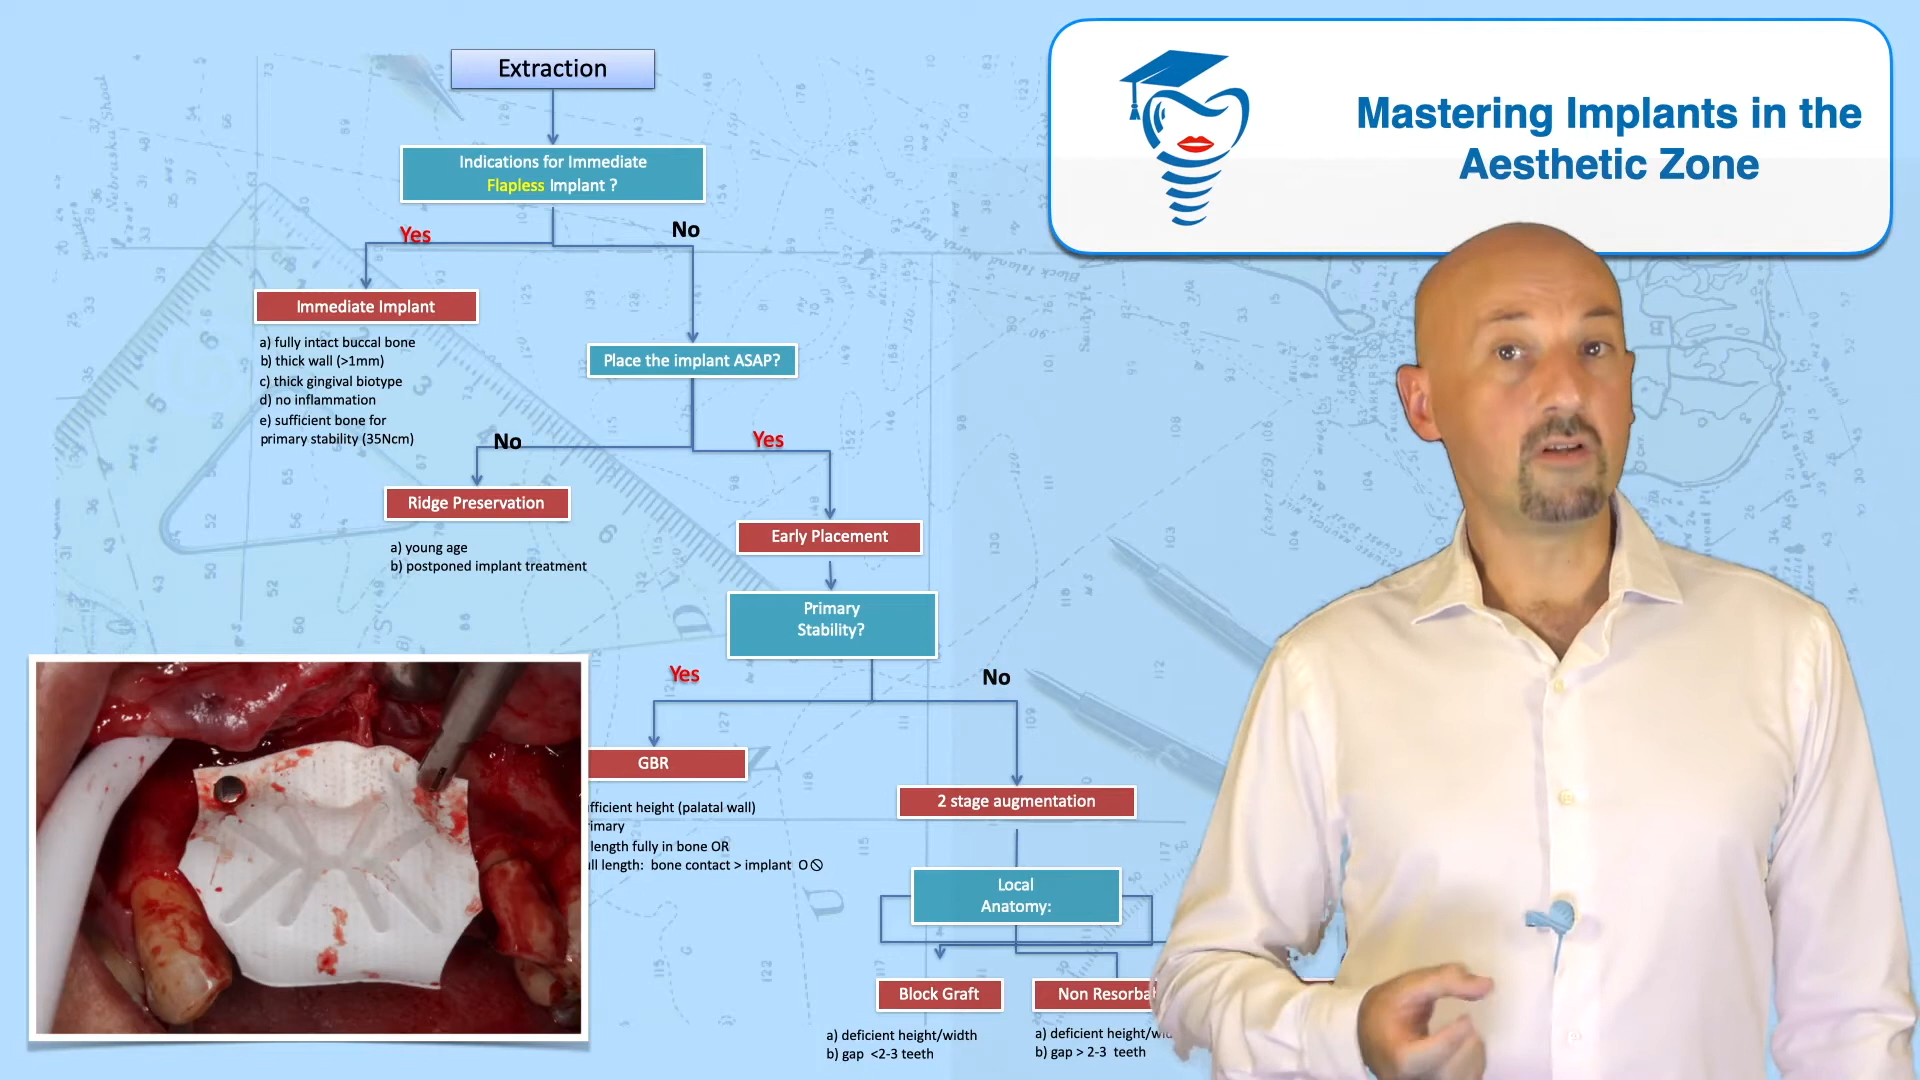 Extraction
Mastering Implants in the
Aesthetic Zone
Indications for Immediate
Flapless Implant ?
Yes
No
Immediate Implant
a) fully intact buccal bone
b) thick wall (>1mm)
c) thick gingival biotype
d) no inflammation
e) sufficient bone for
primary stability (35Ncm)
Place the implant ASAP?
No
Yes
Ridge Preservation
a) young age
b) postponed implant treatment
Early Placement
Primary
Stability?
Yes
No
GBR
height (palatal wall)
length fully in bone OR
length: bone contact > implant O
2 stage augmentation
Local
Anatomy:
Block Graft
a) deficient height/width
b) gap <2-3 teeth
Non
a) deficient
b) gap > 2-3 teeth